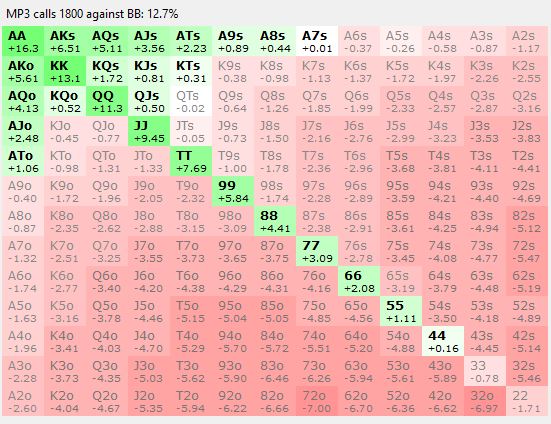 MP3 calls 1800 against BB: 12.7%
AA AKs AQs AJs ATs A9s A8s A7s A6s A5s A4s A3s A2s
+16.3 +6.51 +5.11 +3.56 +2.23 +0.89 +0.44 +0.01 -0.37 -0.26 -0.58 -0.87 -1.17
AKo KK KQs KJs KTs K9s K8s K7s K6s K5s K4s K3s K2s
+5.61 +13.1 +1.72 +0.81 +0.31 -0.38 -0.98 -1.13 -1.37 -1.72 -1.97 -2.26 -2.55
AQo KQo QQ QJs QTs Q9s Q8s Q7s Q6s Q5s Q4s Q3s Q2s
+4.13 +0.52 +11.3 +0.50 -0.02 -0.64 -1.26 -1.85 -1.99 -2.33 -2.57 -2.87 -3.16
AJo KJo QJo JJ JTs J9s J8s J7s J6s J5s J4s J3s J2s
+2.48 -0.45 -0.77 +9.45 -0.05 -0.73 -1.50 -2.16 -2.76 -2.99 -3.23 -3.53 -3.83
ATo KTo QTo JTo TT T9s T8s T7s T6s T5s T4s T3s T2s
+1.06 -0.98 -1.31 -1.33 +7.69 -1.00 -1.78 -2.36 -2.96 -3.68 -3.81 -4.11 -4.41
A9o K9o Q9o J9o T9o 99 98s 97s 96s 95s 94s 93s 92s
-0.40 -1.72 -1.96 -2.05 -2.32 +5.84 -1.91 -2.28 -2.89 -3.59 -4.21 -4.40 -4.69
A8o K8o Q8o J8o T8o 98o 88 87s 86s 85s 84s 83s 82s
-0.87 -2.35 -2.62 -2.88 -3.15 -3.09 +4.41 -2.38 -2.91 -3.61 -4.25 -4.94 -5.12
A7o K7o Q7o J7o T7o 97o 87o 77 76s 75s 74s 73s 72s
-1.32 -2.51 -3.25 -3.55 -3.73 -3.65 -3.75 +3.09 -2.78 -3.45 -4.08 -4.77 -5.47
A6o K6o Q6o J6o T6o 96o 86o 76o 66 65s 64s 63s 62s
-1.74 -2.77 -3.40 -4.20 -4.38 -4.29 -4.31 -4.16 +2.08 -3.19 -3.79 -4.48 -5.19
A5o K5o Q5o J5o T5o 95o 85o 75o 65o 55 54s 53s 52s
-1.63 -3.16 -3.78 -4.46 -5.15 -5.04 -5.05 -4.85 -4.56 +1.11 -3.50 -4.18 -4.89
A4o K4o Q4o J4o T4o 94o 84o 74o 64o 54o 44 43s 42s
-1.96 -3.41 -4.03 -4.70 -5.29 -5.70 -5.72 -5.51 -5.20 -4.88 +0.16 -4.45 -5.14
A3o K3o Q3o J3o T3o 93o 83o 73o 63o 53o 43o 33 32s
-2.28 -3.73 -4.35 -5.03 -5.62 -5.90 -6.46 -6.26 -5.94 -5.61 -5.89 -0.78 -5.46
A2o K2o Q2o J2o T2o 92o 82o 72o 62o 52o 42o 32o 22
-2.60 -4.04 -4.67 -5.35 -5.94 -6.22 -6.66 -7.00 -6.70 -6.36 -6.62 -6.97 -1.71